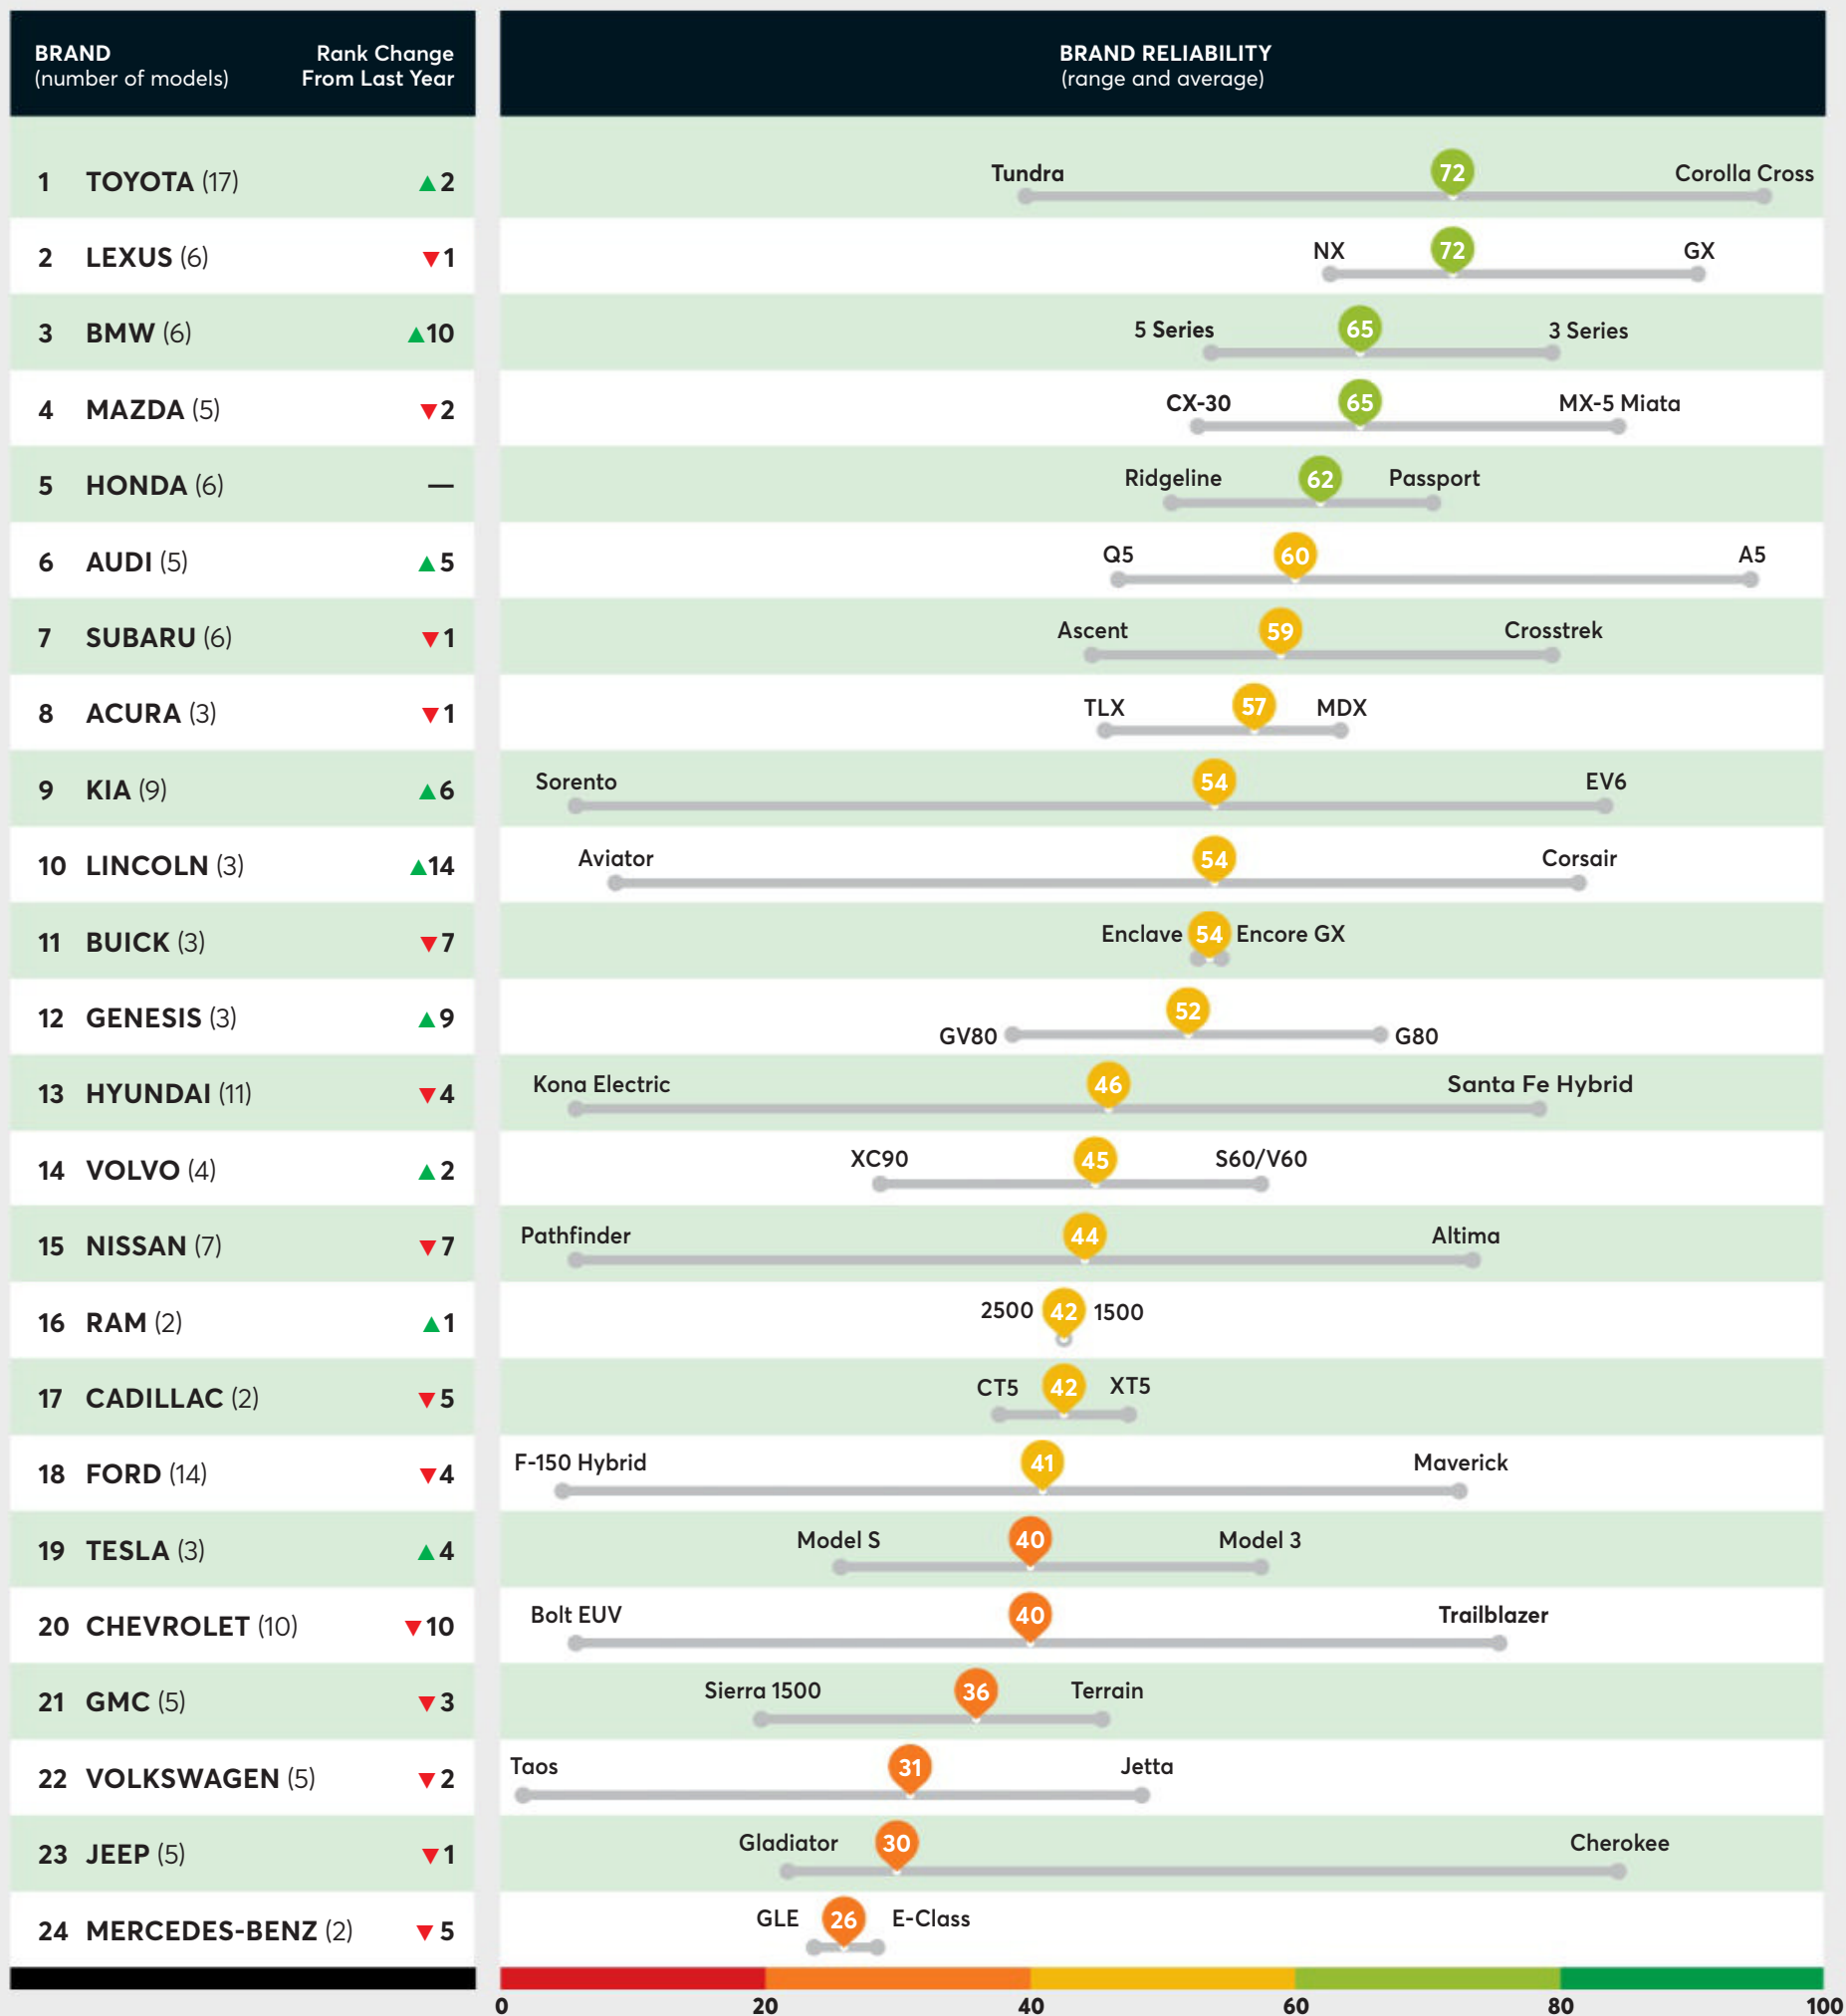 BRAND
(number of models)
Rank Change
From Last Year
BRAND RELIABILITY
(range and average)
1 TOYOTA (17) ▲2 Tundra 72 Corolla Cross
2 LEXUS (6) ▼1 NX 72 GX
3 BMW (6) ▲10 5 Series 65 3 Series
4 MAZDA (5) ▼2 CX-30 65 MX-5 Miata
5 HONDA (6) — Ridgeline 62 Passport
6 AUDI (5) ▲5 Q5 60 A5
7 SUBARU (6) ▼1 Ascent 59 Crosstrek
8 ACURA (3) ▼1 TLX 57 MDX
9 KIA (9) ▲6 Sorento 54 EV6
10 LINCOLN (3) ▲14 Aviator 54 Corsair
11 BUICK (3) ▼7 Enclave 54 Encore GX
12 GENESIS (3) ▲9 GV80 52 G80
13 HYUNDAI (11) ▼4 Kona Electric 46 Santa Fe Hybrid
14 VOLVO (4) ▲2 XC90 45 S60/V60
15 NISSAN (7) ▼7 Pathfinder 44 Altima
16 RAM (2) ▲1 2500 42 1500
17 CADILLAC (2) ▼5 CT5 42 XT5
18 FORD (14) ▼4 F-150 Hybrid 41 Maverick
19 TESLA (3) ▲4 Model S 40 Model 3
20 CHEVROLET (10) ▼10 Bolt EUV 40 Trailblazer
21 GMC (5) ▼3 Sierra 1500 36 Terrain
22 VOLKSWAGEN (5) ▼2 Taos 31 Jetta
23 JEEP (5) ▼1 Gladiator 30 Cherokee
24 MERCEDES-BENZ (2) ▼5 GLE 26 E-Class
0 20 40 60 80 100